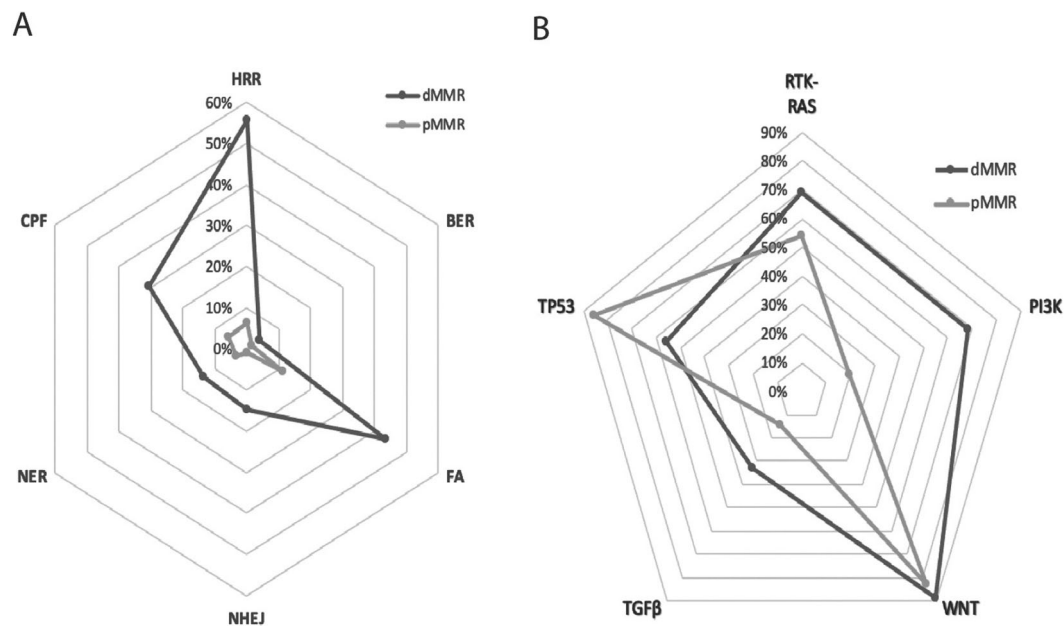 A
HRR
60%
50%
40%
30%
20%
10%
0%
dMMR
pMMR
CPF
BER
NER
FA
NHEJ
B
RTK-
RAS
90%
80%
70%
60%
50%
40%
30%
20%
10%
0%
dMMR
pMMR
TP53
PI3K
TGFβ
WNT